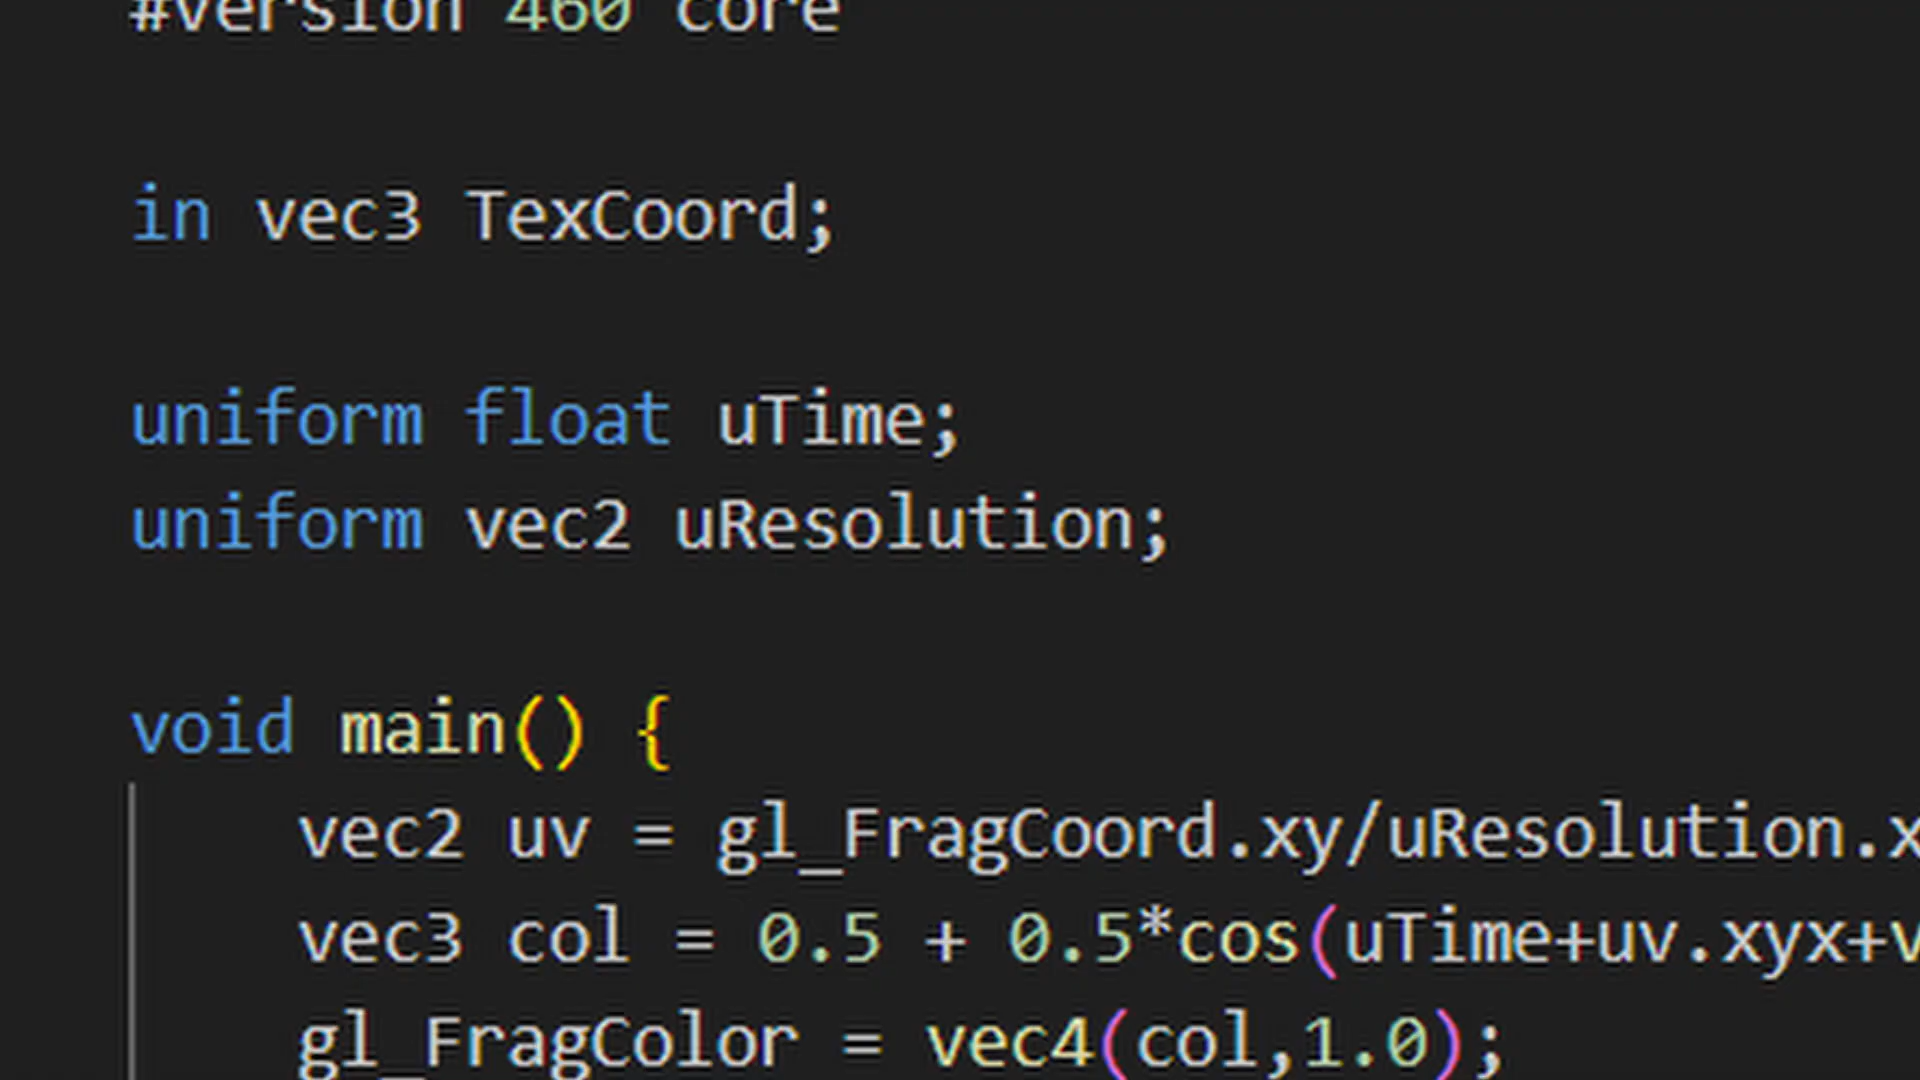 #version 460 core
in vec3 TexCoord;
uniform float uTime;
uniform vec2 uResolution;
void main() {
vec2 uv = gl_FragCoord.xy/uResolution.x
vec3 col = 0.5 + 0.5*cos(uTime+uv.xyx+v
gl_FragColor = vec4(col,1.0);